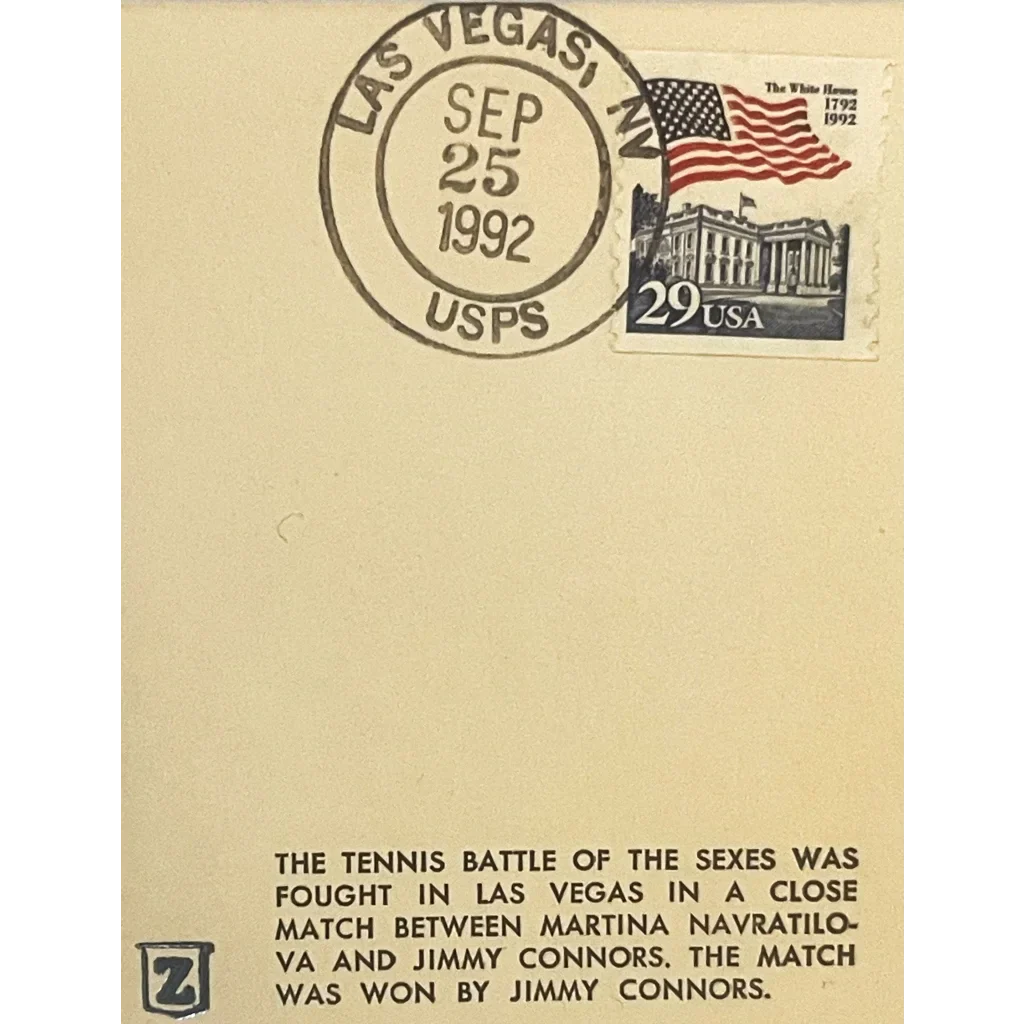 LAS VEGAS, NV
SEP
25
1992
USPS
The White House
1792
1992
29 USA
THE TENNIS BATTLE OF THE SEXES WAS
FOUGHT IN LAS VEGAS IN A CLOSE
MATCH BETWEEN MARTINA NAVRATILO-
VA AND JIMMY CONNORS. THE MATCH
WAS WON BY JIMMY CONNORS.
Z